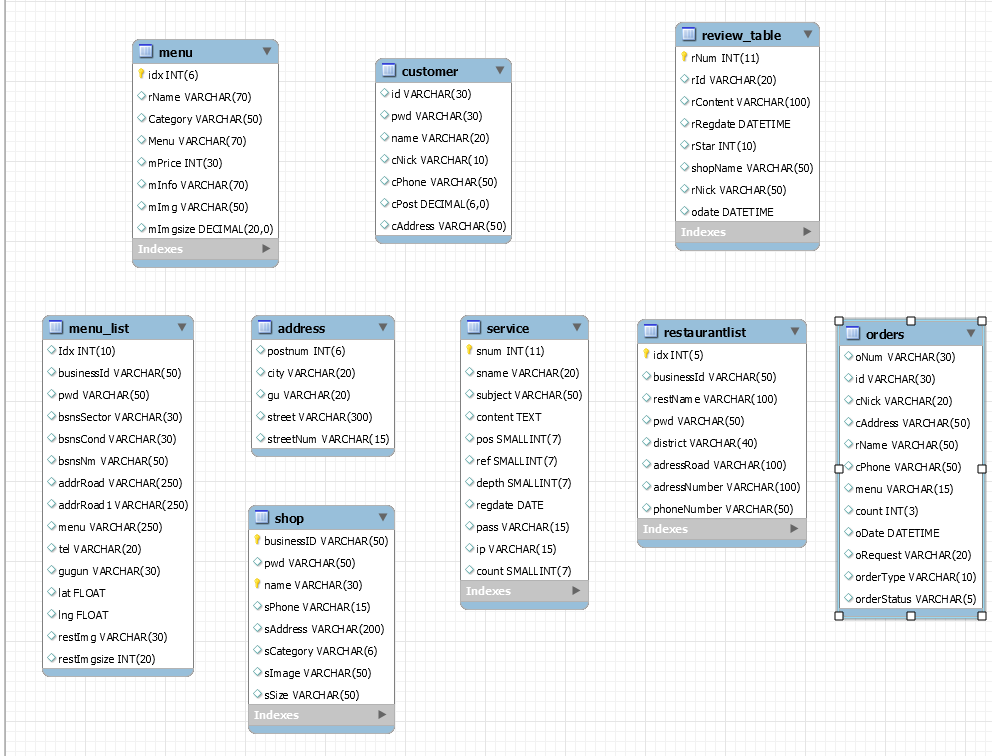 menu
idx INT(6)
rName VARCHAR(70)
Category VARCHAR(50)
Menu VARCHAR(70)
mPrice INT(30)
mInfo VARCHAR(70)
mImg VARCHAR(50)
mImgsize DECIMAL(20,0)
Indexes
customer
id VARCHAR(30)
pwd VARCHAR(30)
name VARCHAR(20)
cNick VARCHAR(10)
cPhone VARCHAR(50)
cPost DECIMAL(6,0)
cAddress VARCHAR(50)
review_table
rNum INT(11)
rId VARCHAR(20)
rContent VARCHAR(100)
rRegdate DATETIME
rStar INT(10)
shopName VARCHAR(50)
rNick VARCHAR(50)
odate DATETIME
Indexes
menu_list
Idx INT(10)
businessId VARCHAR(50)
pwd VARCHAR(50)
bsnsSector VARCHAR(30)
bsnsCond VARCHAR(30)
bsnsNm VARCHAR(50)
addrRoad VARCHAR(250)
addrRoad1 VARCHAR(250)
menu VARCHAR(250)
tel VARCHAR(20)
gugun VARCHAR(30)
lat FLOAT
lng FLOAT
restImg VARCHAR(30)
restImgsize INT(20)
address
postnum INT(6)
city VARCHAR(20)
gu VARCHAR(20)
street VARCHAR(300)
streetNum VARCHAR(15)
shop
businessID VARCHAR(50)
pwd VARCHAR(50)
name VARCHAR(30)
sPhone VARCHAR(15)
sAddress VARCHAR(200)
sCategory VARCHAR(6)
sImage VARCHAR(50)
sSize VARCHAR(50)
Indexes
service
snum INT(11)
sname VARCHAR(20)
subject VARCHAR(50)
content TEXT
pos SMALLINT(7)
ref SMALLINT(7)
depth SMALLINT(7)
regdate DATE
pass VARCHAR(15)
ip VARCHAR(15)
count SMALLINT(7)
Indexes
restaurantlist
idx INT(5)
businessId VARCHAR(50)
restName VARCHAR(100)
pwd VARCHAR(50)
district VARCHAR(40)
adressRoad VARCHAR(100)
adressNumber VARCHAR(100)
phoneNumber VARCHAR(50)
Indexes
orders
oNum VARCHAR(30)
id VARCHAR(30)
cNick VARCHAR(20)
cAddress VARCHAR(50)
rName VARCHAR(50)
cPhone VARCHAR(50)
menu VARCHAR(15)
count INT(3)
oDate DATETIME
oRequest VARCHAR(20)
orderType VARCHAR(10)
orderStatus VARCHAR(5)